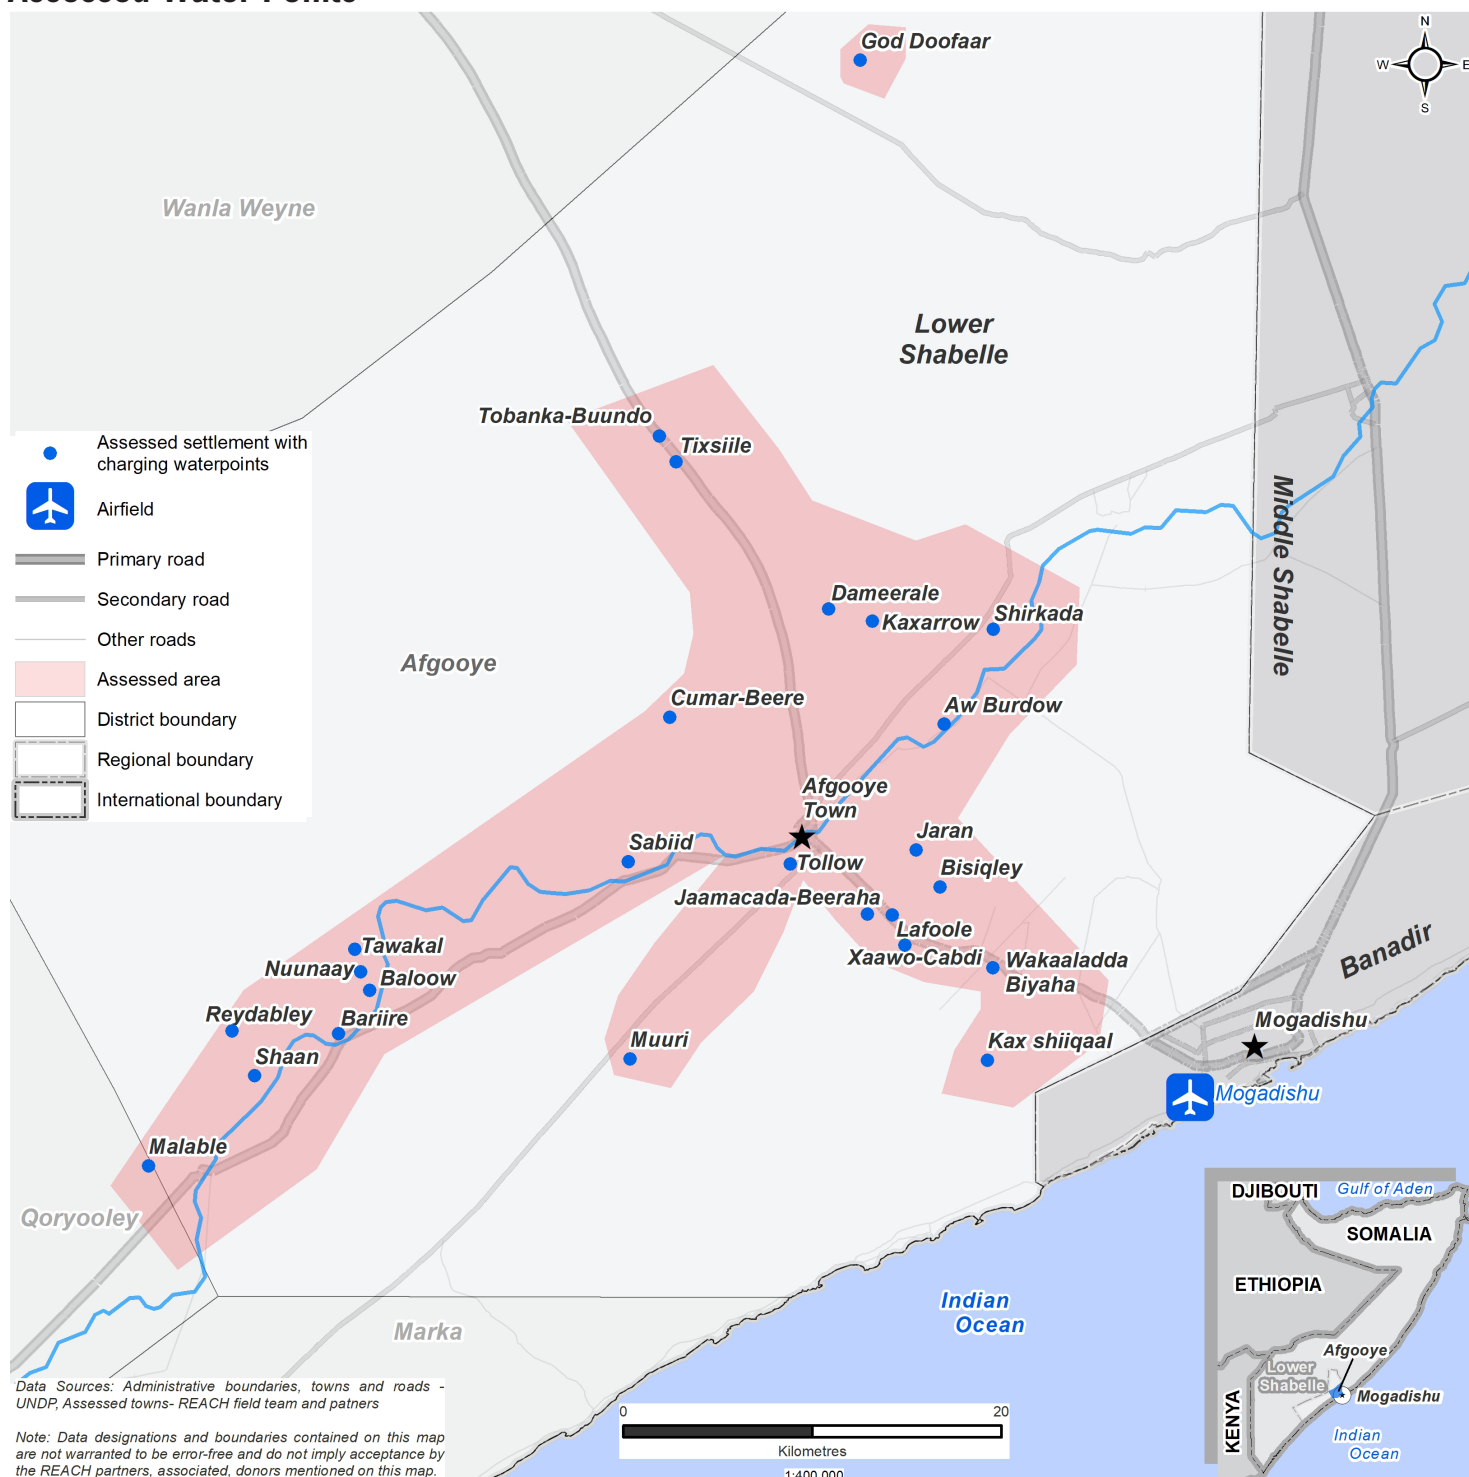 Assessed Water Points
God Doofaar
N
W
E
S
Wanla Weyne
Lower
Shabelle
Tobanka-Buundo
Tixsiile
Assessed settlement with
charging waterpoints
Airfield
Primary road
Secondary road
Other roads
Assessed area
District boundary
Regional boundary
International boundary
Middle Shabelle
Dameerale
Kaxarrow
Shirkada
Afgooye
Cumar-Beere
Aw Burdow
Afgooye
Town
Sabiid
Tollow
Jaran
Bisiqley
Jaamacada-Beeraha
Lafoole
Xaawo-Cabdi
Wakaaladda
Biyaha
Banadir
Tawakal
Nuunaay
Baloow
Reydabley
Bariire
Shaan
Muuri
Kax shiiqaal
Mogadishu
Mogadishu
Malable
Qoryooley
Marka
Indian
Ocean
DJIBOUTI
Gulf of Aden
SOMALIA
ETHIOPIA
Afgooye
Lower
Shabelle
Mogadishu
KENYA
Indian
Ocean
Data Sources: Administrative boundaries, towns and roads -
UNDP, Assessed towns- REACH field team and patners
Note: Data designations and boundaries contained on this map
are not warranted to be error-free and do not imply acceptance by
the REACH partners, associated, donors mentioned on this map.
0 20
Kilometres
1:400,000